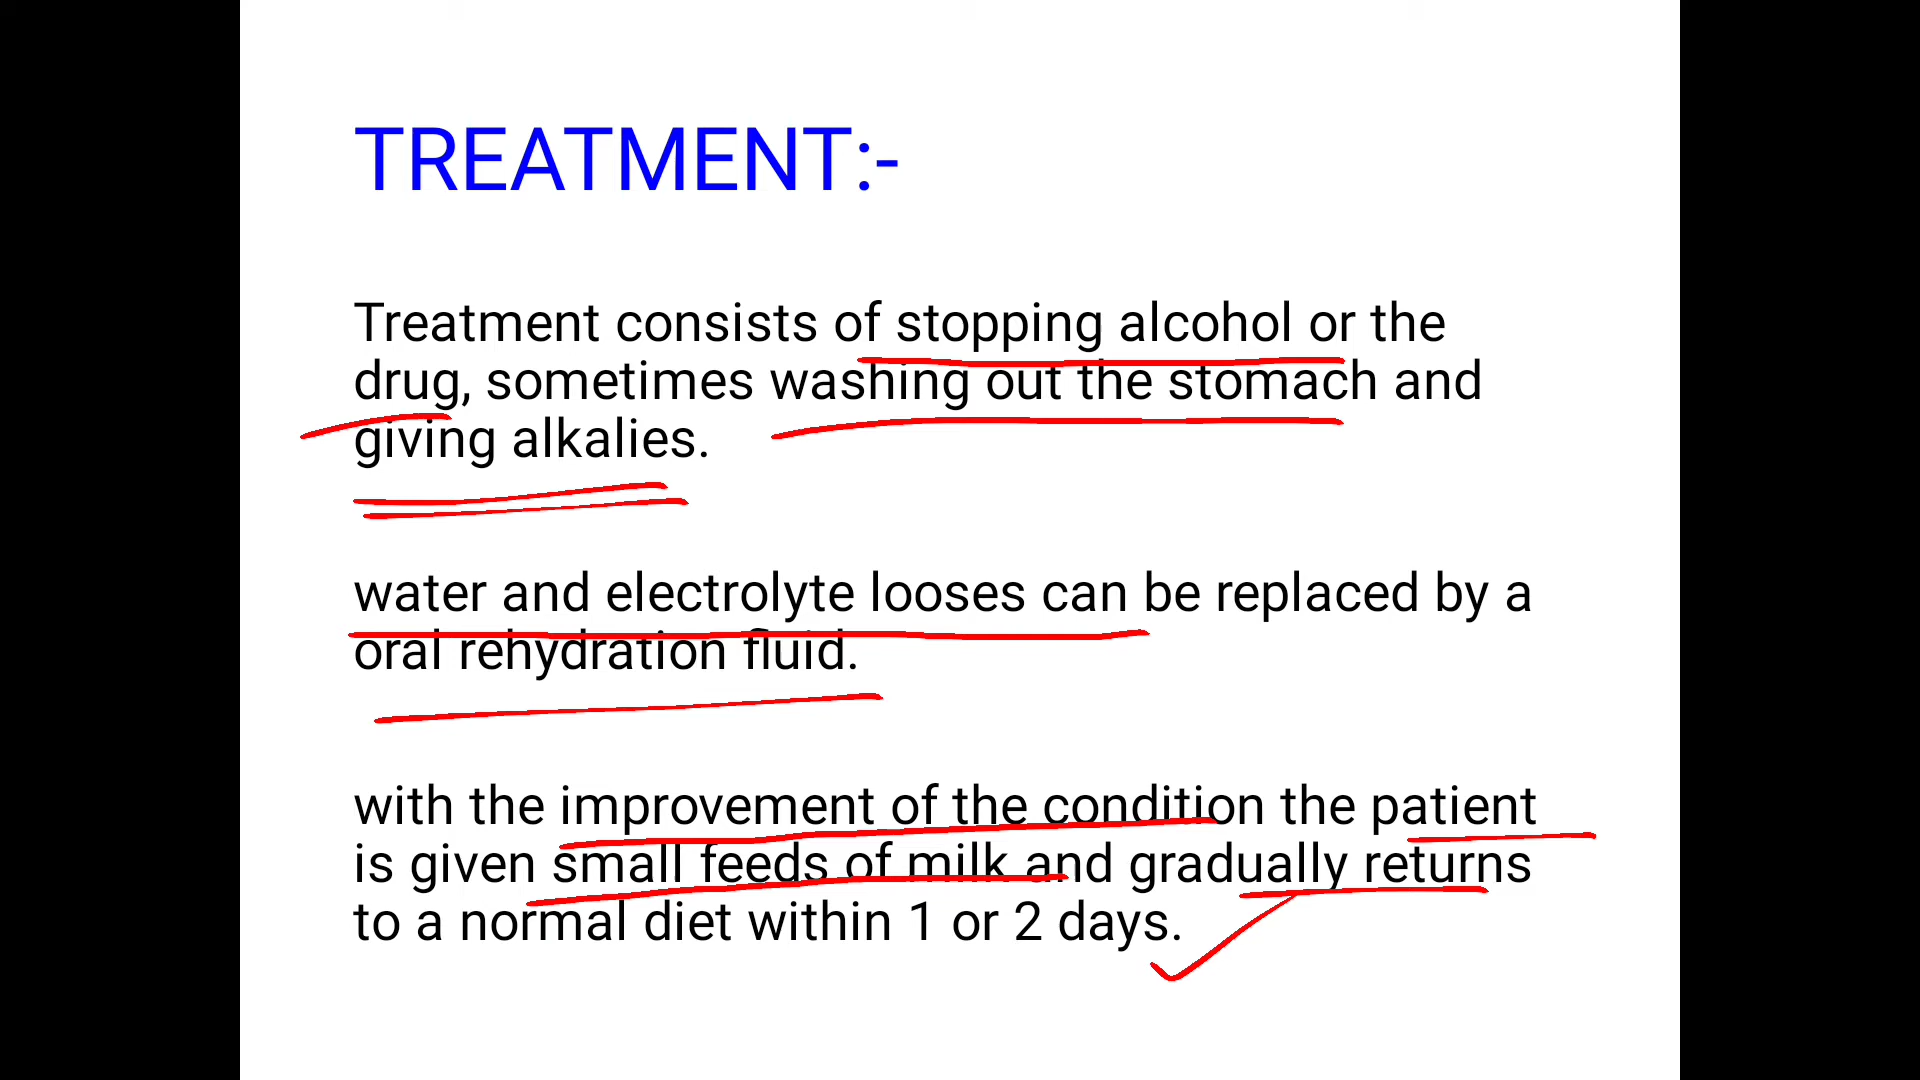 TREATMENT:-
Treatment consists of stopping alcohol or the
drug, sometimes washing out the stomach and
giving alkalies.
water and electrolyte looses can be replaced by a
oral rehydration fluid.
with the improvement of the condition the patient
is given small feeds of milk and gradually returns
to a normal diet within 1 or 2 days.